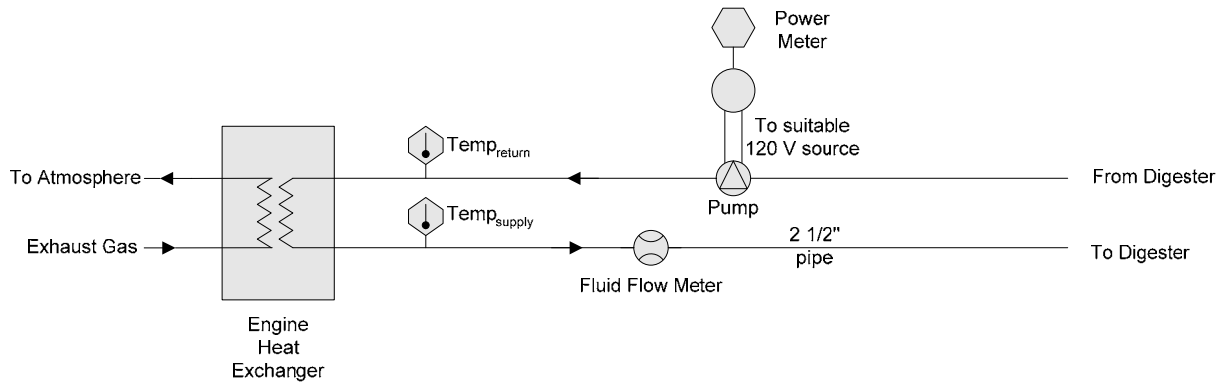 Power
Meter
To suitable
120 V source
Temp return
To Atmosphere
From Digester
Pump
Temp supply
Exhaust Gas
2 1/2"
pipe
To Digester
Fluid Flow Meter
Engine
Heat
Exchanger